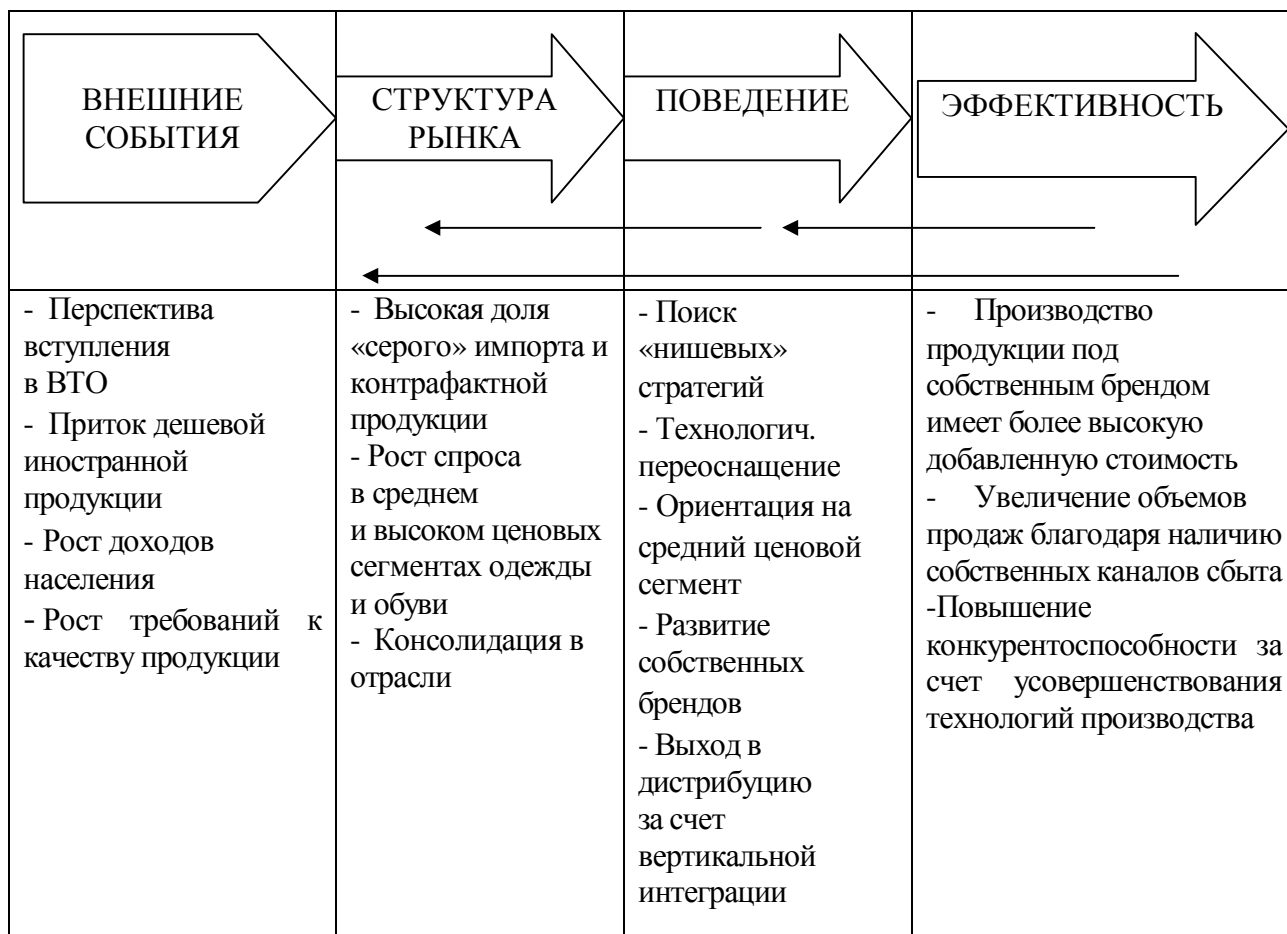 ВНЕШНИЕ
СОБЫТИЯ
СТРУКТУРА
РЫНКА
ПОВЕДЕНИЕ
ЭФФЕКТИВНОСТЬ
- Перспектива
вступления
в ВТО
- Приток дешевой
иностранной
продукции
- Рост доходов
населения
- Рост требований к
качеству продукции
- Высокая доля
«серого» импорта и
контрафактной
продукции
- Рост спроса
в среднем
и высоком ценовых
сегментах одежды
и обуви
- Консолидация в
отрасли
- Поиск
«нишевых»
стратегий
- Технологич.
переоснащение
- Ориентация на
средний ценовой
сегмент
- Развитие
собственных
брендов
- Выход в
дистрибуцию
за счет
вертикальной
интеграции
- Производство
продукции под
собственным брендом
имеет более высокую
добавленную стоимость
- Увеличение объемов
продаж благодаря наличию
собственных каналов сбыта
-Повышение
конкурентоспособности за
счет усовершенствования
технологий производства